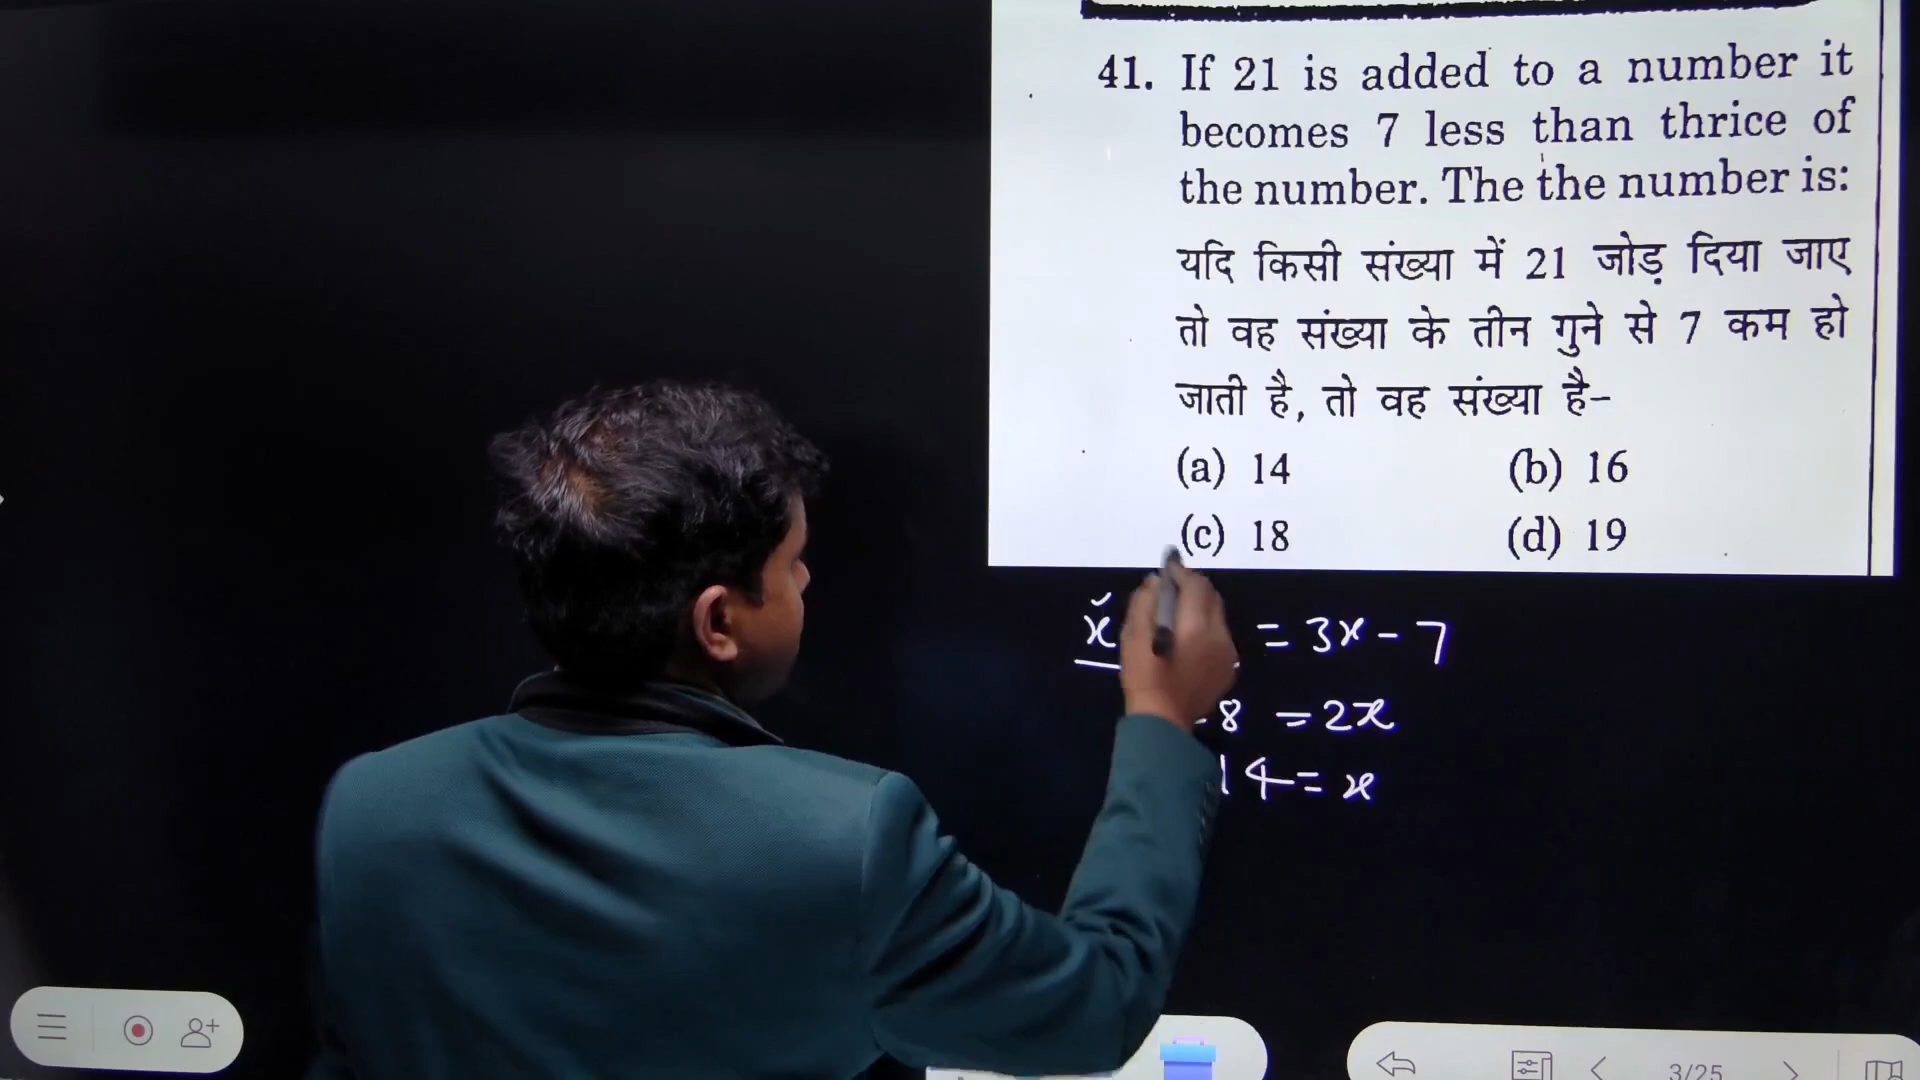 41. If 21 is added to a number it
becomes 7 less than thrice of
the number. The the number is:
यदि किसी संख्या में 21 जोड़ दिया जाए
तो वह संख्या के तीन गुने से 7 कम हो
जाती है, तो वह संख्या है-
(a) 14 (b) 16
(c) 18 (d) 19
x = 3x - 7
8 = 2x
14 = x
3/25